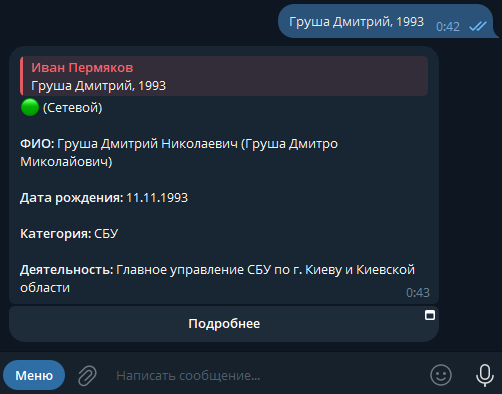 Груша Дмитрий, 1993
0:42
Иван Пермяков
Груша Дмитрий, 1993
(Сетевой)
ФИО: Груша Дмитрий Николаевич (Груша Дмитро
Миколайович)
Дата рождения: 11.11.1993
Категория: СБУ
Деятельность: Главное управление СБУ по г. Киеву и Киевской
области
0:43
Подробнее
Меню
Написать сообщение...